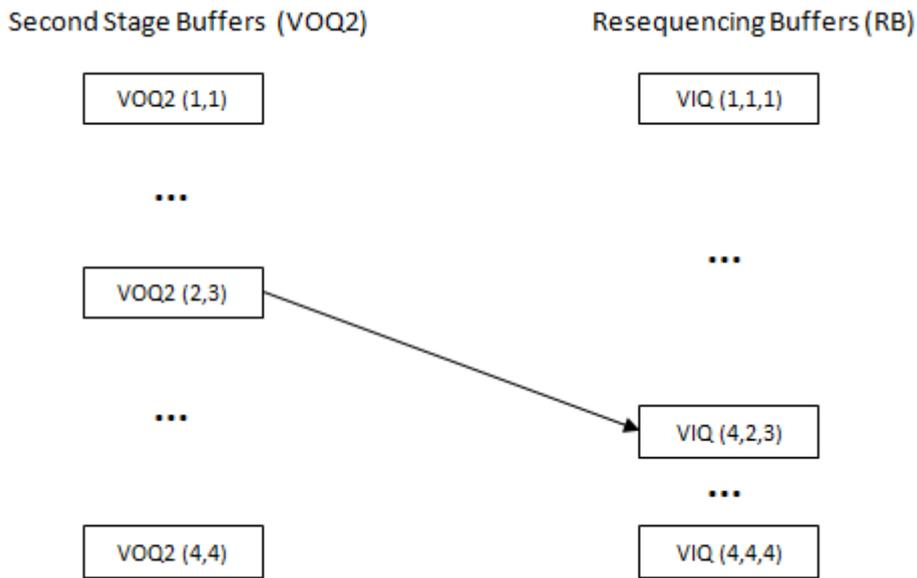 Second Stage Buffers (VOQ2)
Resequencing Buffers (RB)
VOQ2 (1,1)
VIQ (1,1,1)
...
...
VOQ2 (2,3)
...
VIQ (4,2,3)
...
VOQ2 (4,4)
VIQ (4,4,4)